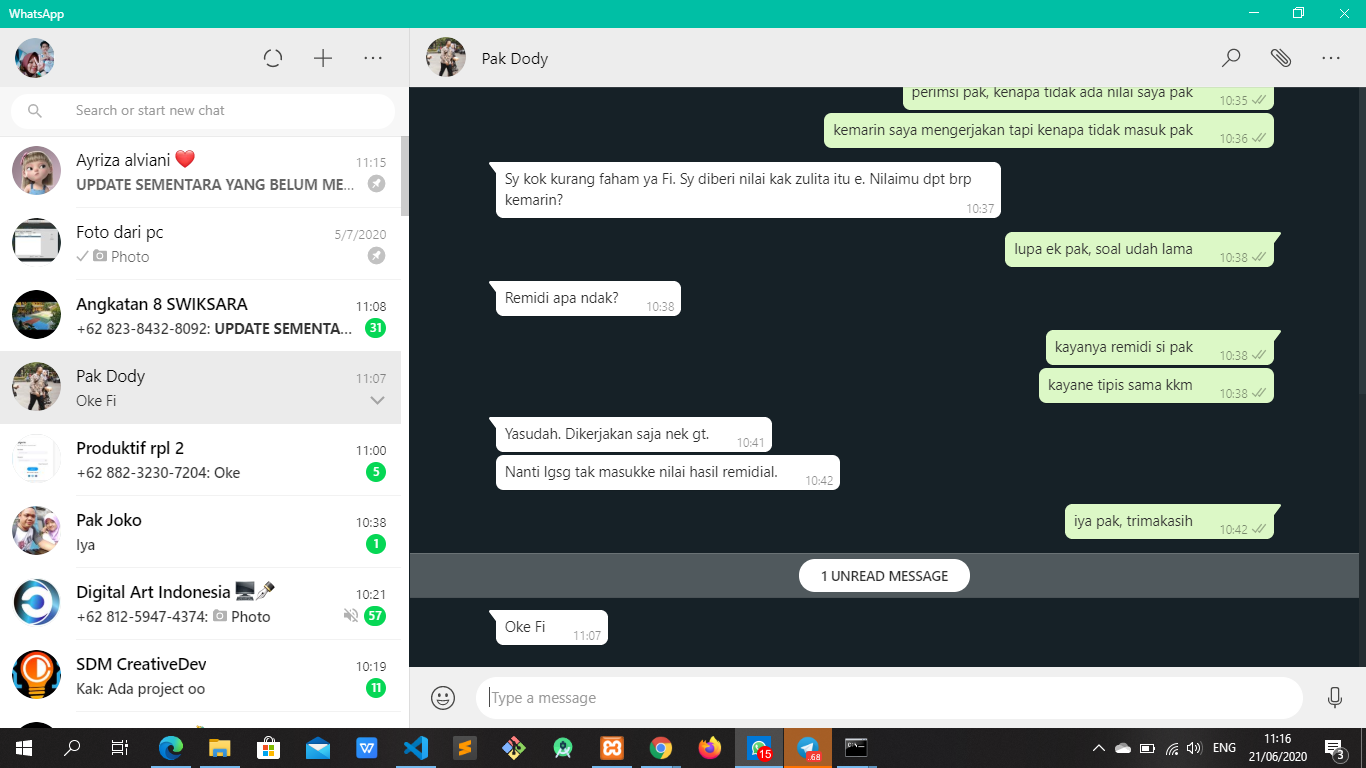 WhatsApp
Pak Dody
Search or start new chat
Ayriza alviani ❤️
11:15
UPDATE SEMENTARA YANG BELUM ME...
Foto dari pc
5/7/2020
Photo
Angkatan 8 SWIKSARA
11:08
+62 823-8432-8092: UPDATE SEMENTA...
31
Pak Dody
11:07
Oke Fi
Produktif rpl 2
11:00
+62 882-3230-7204: Oke
5
Pak Joko
10:38
Iya
1
Digital Art Indonesia 🖥️🖋️
10:21
+62 812-5947-4374: Photo
57
SDM CreativeDev
10:19
Kak: Ada project oo
11
perimsi pak, kenapa tidak ada nilai saya pak
10:35
kemarin saya mengerjakan tapi kenapa tidak masuk pak
10:36
Sy kok kurang faham ya Fi. Sy diberi nilai kak zulita itu e. Nilaimu dpt brp
kemarin?
10:37
lupa ek pak, soal udah lama
10:38
Remidi apa ndak?
10:38
kayanya remidi si pak
10:38
kayane tipis sama kkm
10:38
Yasudah. Dikerjakan saja nek gt.
10:41
Nanti lgsg tak masukke nilai hasil remidial.
10:42
iya pak, trimakasih
10:42
1 UNREAD MESSAGE
Oke Fi
11:07
Type a message
15
.68
ENG
11:16
21/06/2020
3